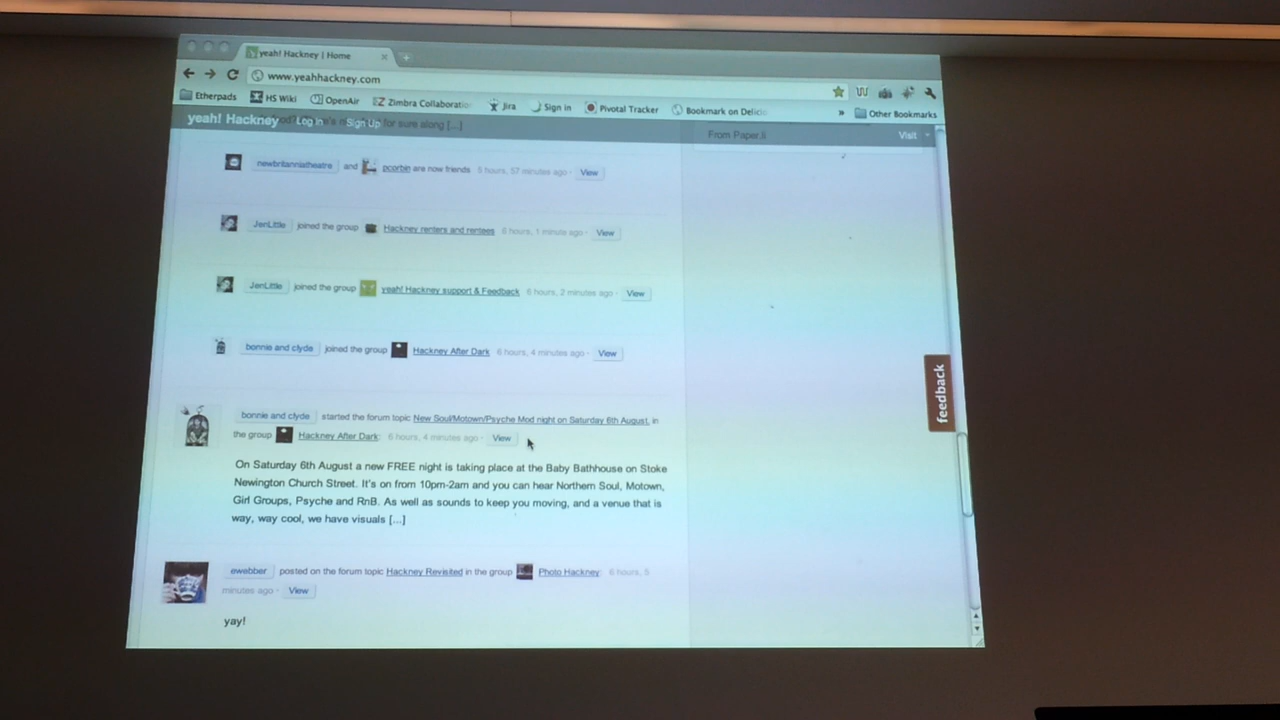 yeah! Hackney | Home
www.yeahhackney.com
Etherpads HS Wiki OpenAir Zimbra Collaboratio Jira Sign in Pivotal Tracker Bookmark on Delicio » Other Bookmarks
yeah! Hackney Log in Sign Up for sure along [...] From Paper.li Visit
newbritanniatheatre and pcorbin are now friends 5 hours, 57 minutes ago · View
JenLittle joined the group Hackney renters and rentees 6 hours, 1 minute ago · View
JenLittle joined the group yeah! Hackney support & Feedback 6 hours, 2 minutes ago · View
bonnie and clyde joined the group Hackney After Dark 6 hours, 4 minutes ago · View
feedback
bonnie and clyde started the forum topic New Soul/Motown/Psyche Mod night on Saturday 6th August. in
the group Hackney After Dark: 6 hours, 4 minutes ago · View
On Saturday 6th August a new FREE night is taking place at the Baby Bathhouse on Stoke
Newington Church Street. It's on from 10pm-2am and you can hear Northern Soul, Motown,
Girl Groups, Psyche and RnB. As well as sounds to keep you moving, and a venue that is
way, way cool, we have visuals [...]
ewebber posted on the forum topic Hackney Revisited in the group Photo Hackney: 6 hours, 5
minutes ago · View
yay!